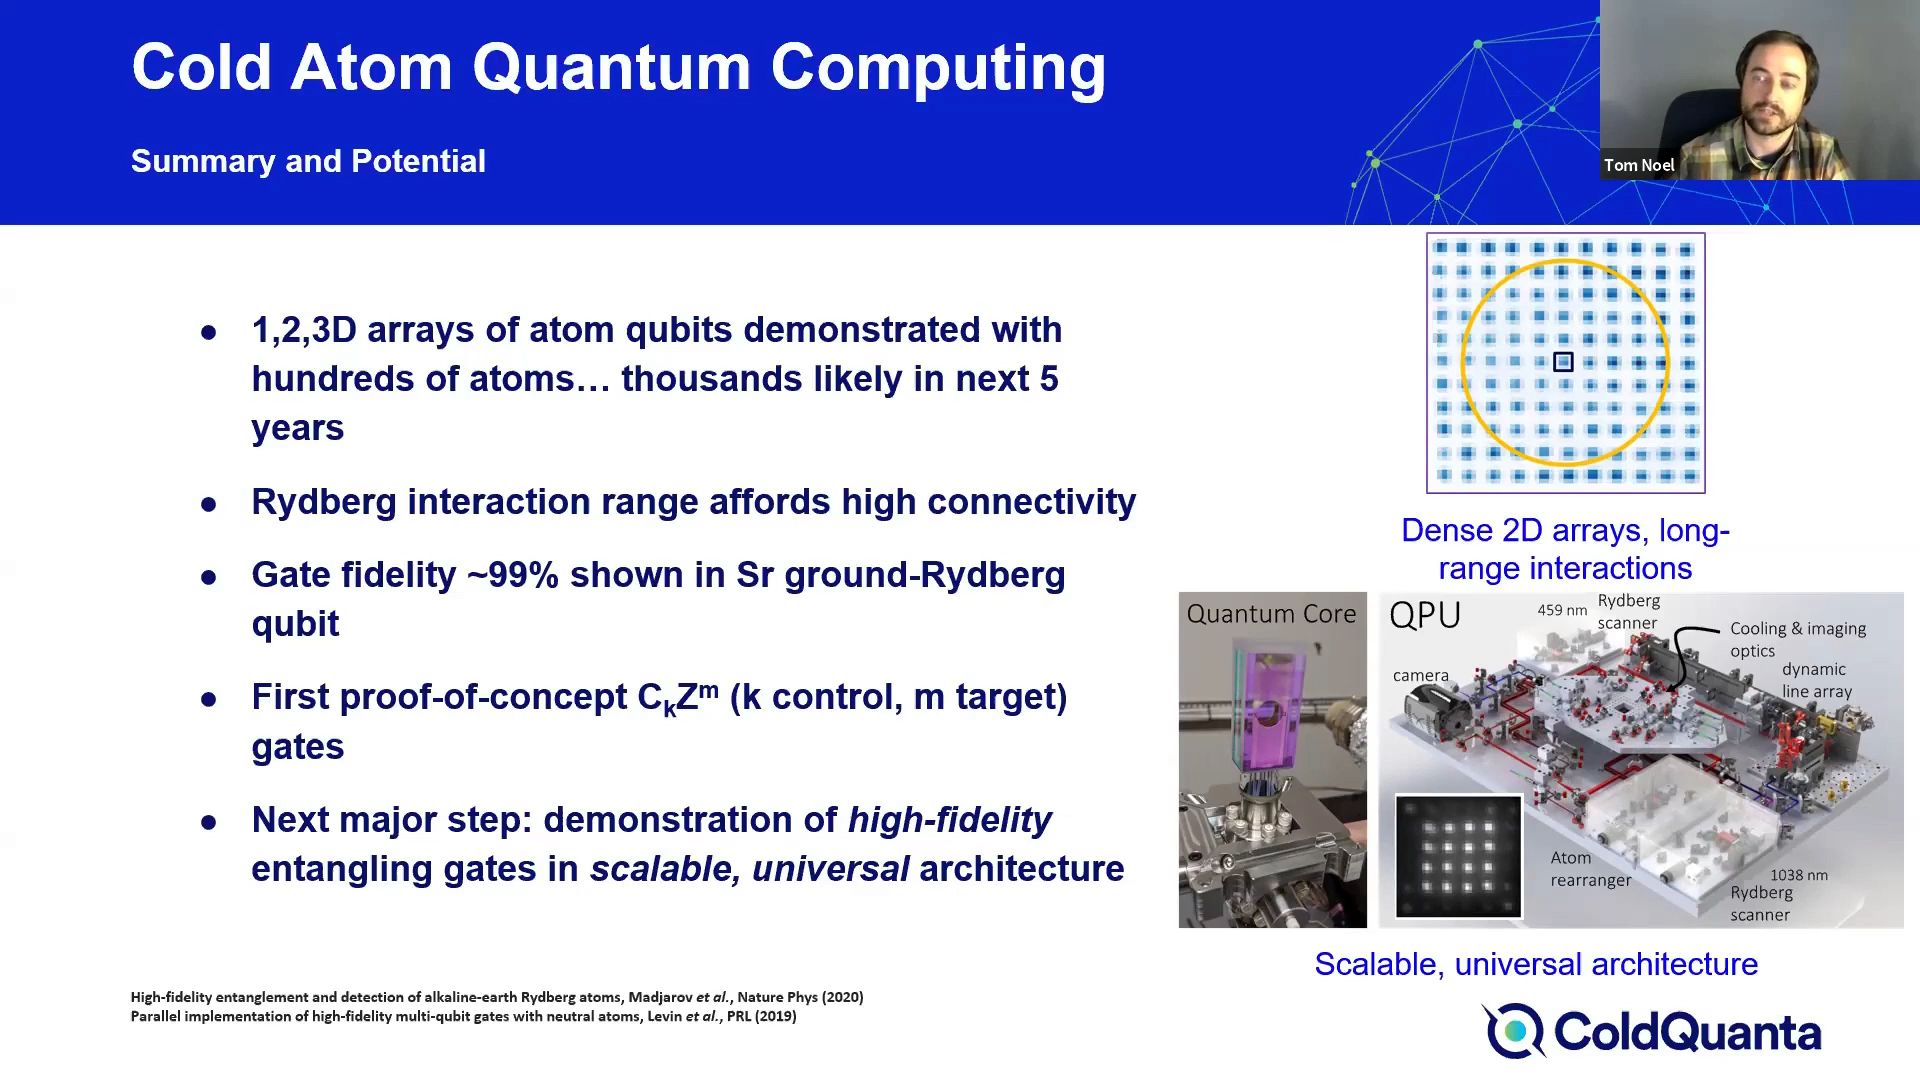 Cold Atom Quantum Computing
Summary and Potential
Tom Noel
● 1,2,3D arrays of atom qubits demonstrated with
hundreds of atoms… thousands likely in next 5
years
● Rydberg interaction range affords high connectivity
● Gate fidelity ~99% shown in Sr ground-Rydberg
qubit
● First proof-of-concept CkZm (k control, m target)
gates
● Next major step: demonstration of high-fidelity
entangling gates in scalable, universal architecture
High-fidelity entanglement and detection of alkaline-earth Rydberg atoms, Madjarov et al., Nature Phys (2020)
Parallel implementation of high-fidelity multi-qubit gates with neutral atoms, Levin et al., PRL (2019)
Dense 2D arrays, long-
range interactions
Quantum Core
QPU
459 nm
Rydberg
scanner
Cooling & imaging
optics
dynamic
line array
camera
Atom
rearranger
1038 nm
Rydberg
scanner
Scalable, universal architecture
ColdQuanta